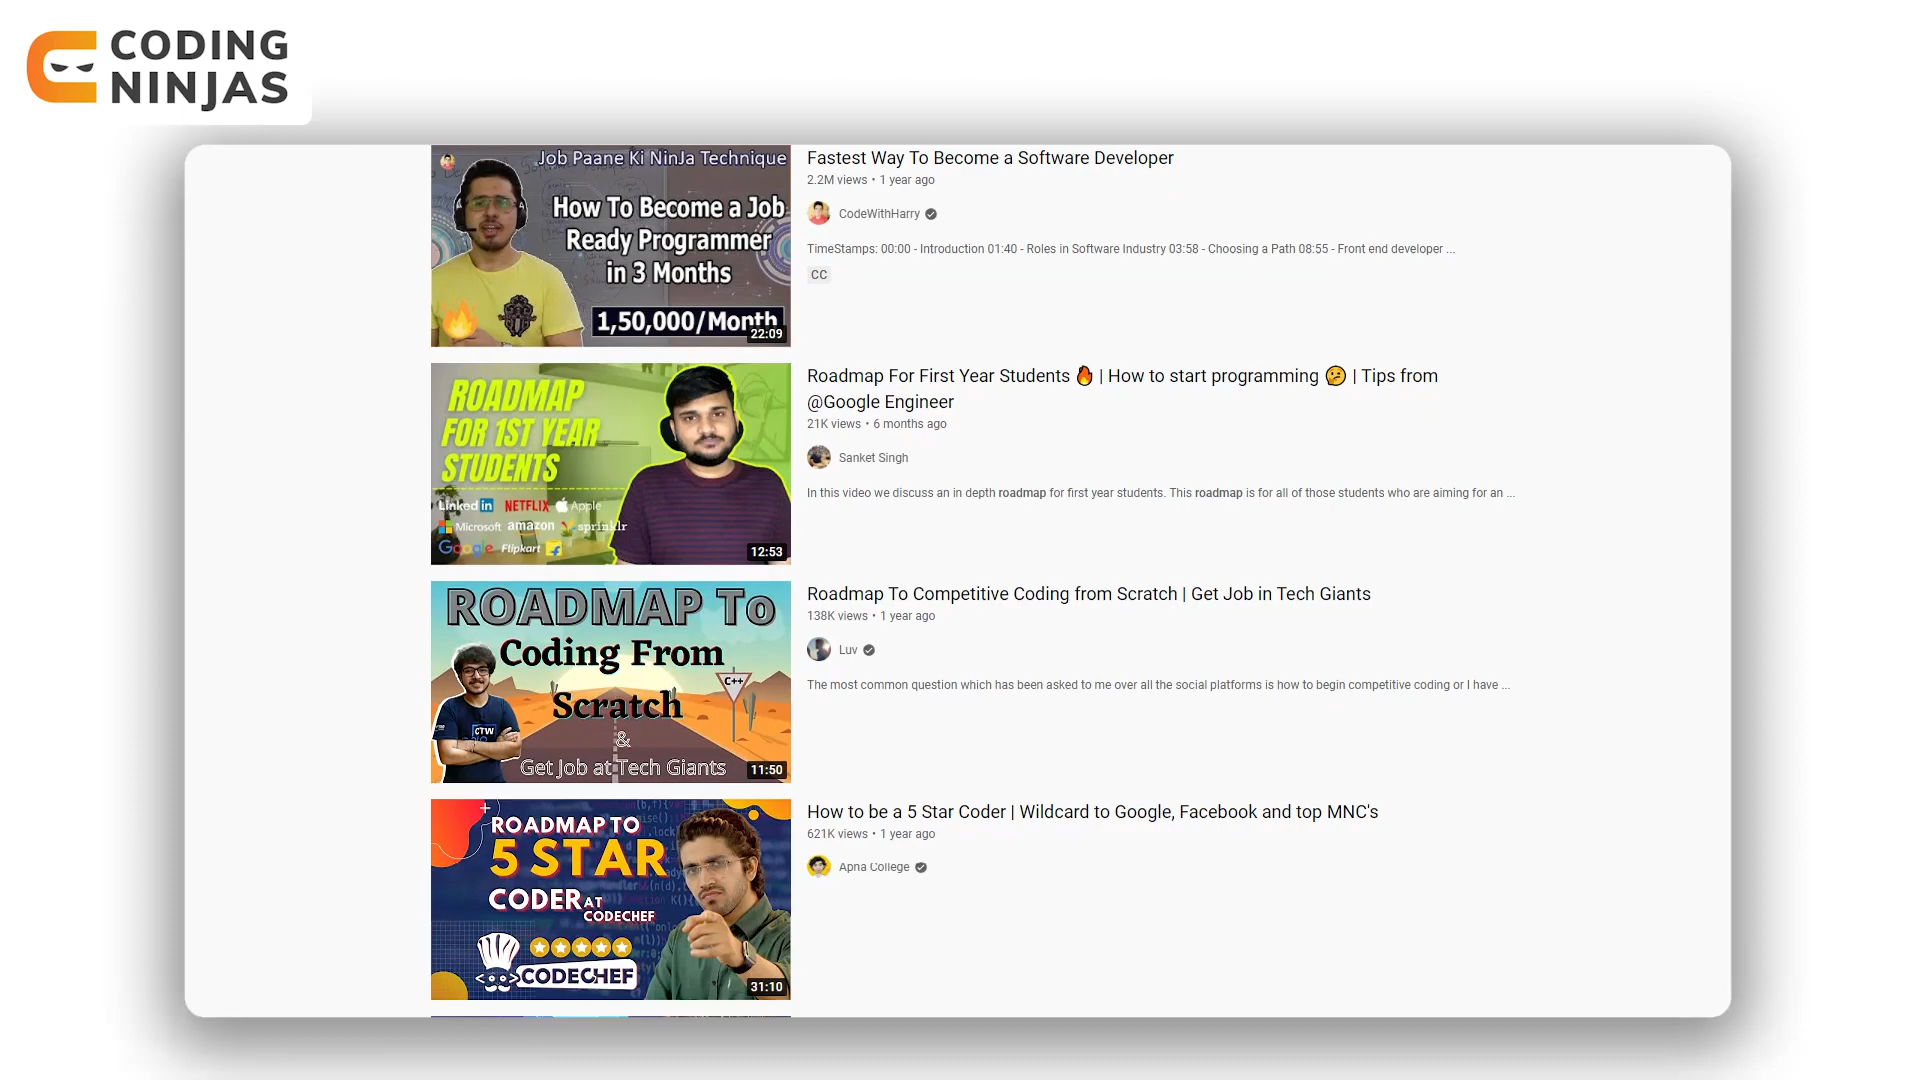 CODING
NINJAS
Job Paane Ki NinJa Technique
How To Become a Job
Ready Programmer
in 3 Months
1,50,000/Month
22:09
Fastest Way To Become a Software Developer
2.2M views • 1 year ago
CodeWithHarry
TimeStamps: 00:00 - Introduction 01:40 - Roles in Software Industry 03:58 - Choosing a Path 08:55 - Front end developer ...
CC
ROADMAP
FOR 1ST YEAR
STUDENTS
Linked in NETFLIX Apple
Microsoft amazon sprinklr
Google Flipkart
12:53
Roadmap For First Year Students 🔥 | How to start programming 🤔 | Tips from
@Google Engineer
21K views • 6 months ago
Sanket Singh
In this video we discuss an in depth roadmap for first year students. This roadmap is for all of those students who are aiming for an ...
ROADMAP To
Coding From
Scratch
&
Get Job at Tech Giants
C++
CTW
11:50
Roadmap To Competitive Coding from Scratch | Get Job in Tech Giants
138K views • 1 year ago
Luv
The most common question which has been asked to me over all the social platforms is how to begin competitive coding or I have ...
ROADMAP TO
5 STAR
CODER AT
CODECHEF
CODECHEF
31:10
How to be a 5 Star Coder | Wildcard to Google, Facebook and top MNC's
621K views • 1 year ago
Apna College